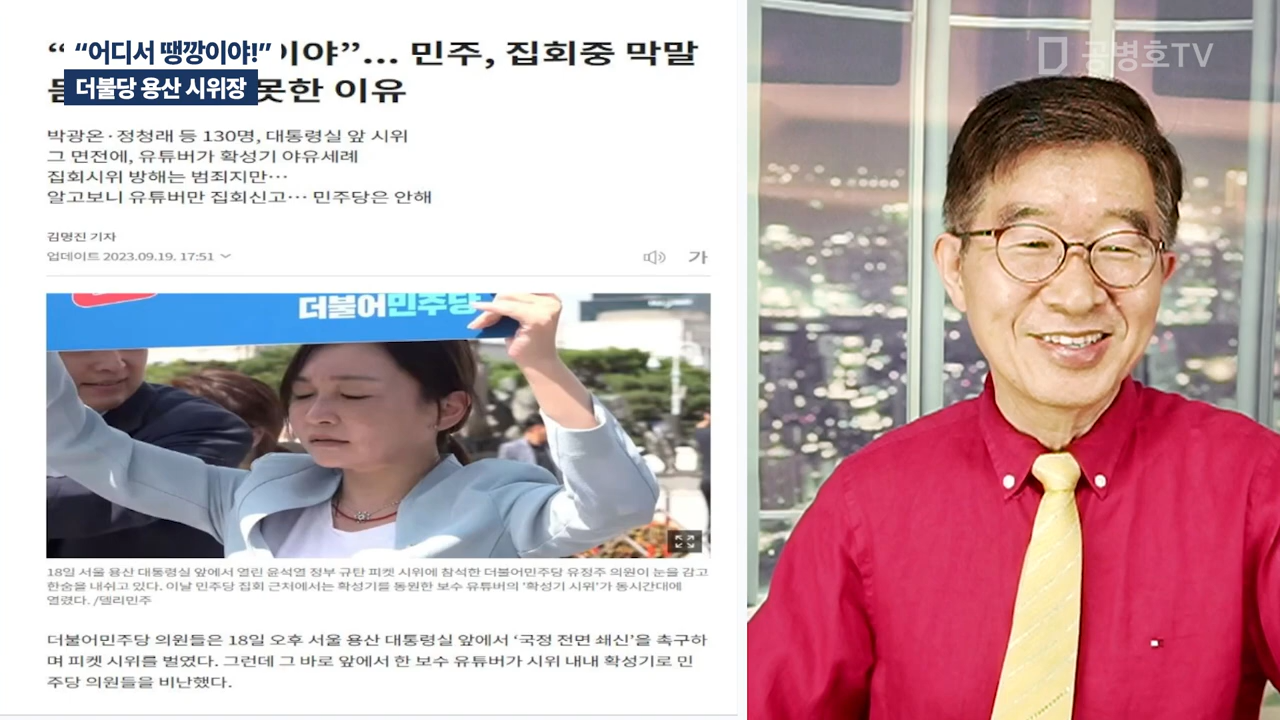 “어디서 땡깡이야!”
더불당 용산 시위장
“ 이야”... 민주, 집회중 막말
못한 이유
박광온·정청래 등 130명, 대통령실 앞 시위
그 면전에, 유튜버가 확성기 야유세례
집회시위 방해는 범죄지만…
알고보니 유튜버만 집회신고… 민주당은 안해
김명진 기자
업데이트 2023.09.19. 17:51
가
더불어민주당
18일 서울 용산 대통령실 앞에서 열린 윤석열 정부 규탄 피켓 시위에 참석한 더불어민주당 유정주 의원이 눈을 감고
한숨을 내쉬고 있다. 이날 민주당 집회 근처에서는 확성기를 동원한 보수 유튜버의 '확성기 시위'가 동시간대에
열렸다. /델리민주
더불어민주당 의원들은 18일 오후 서울 용산 대통령실 앞에서 ‘국정 전면 쇄신’을 촉구하
며 피켓 시위를 벌였다. 그런데 그 바로 앞에서 한 보수 유튜버가 시위 내내 확성기로 민
주당 의원들을 비난했다.
공병호TV